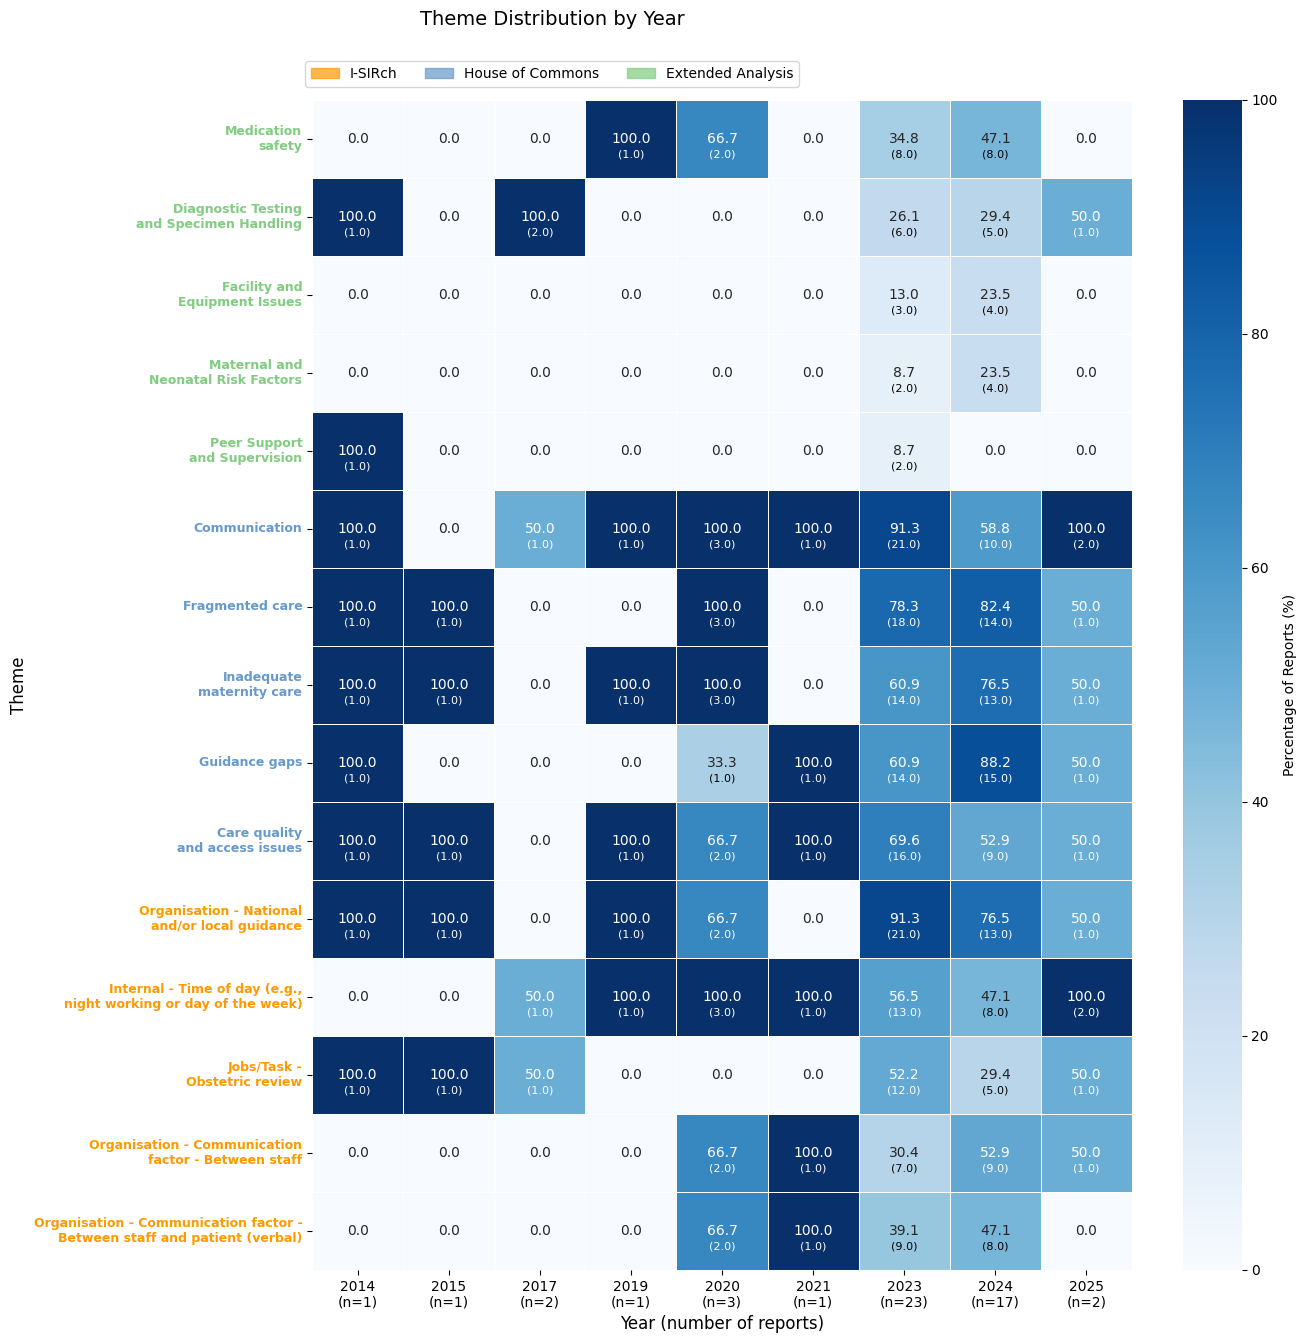 Theme Distribution by Year
I-SIRch House of Commons Extended Analysis
Medication
safety
0.0 0.0 0.0 100.0 66.7 0.0 34.8 47.1 0.0
(1.0) (2.0) (8.0) (8.0)
Diagnostic Testing
and Specimen Handling
100.0 0.0 100.0 0.0 0.0 0.0 26.1 29.4 50.0
(1.0) (2.0) (6.0) (5.0) (1.0)
Facility and
Equipment Issues
0.0 0.0 0.0 0.0 0.0 0.0 13.0 23.5 0.0
(3.0) (4.0)
Maternal and
Neonatal Risk Factors
0.0 0.0 0.0 0.0 0.0 0.0 8.7 23.5 0.0
(2.0) (4.0)
Peer Support
and Supervision
100.0 0.0 0.0 0.0 0.0 0.0 8.7 0.0 0.0
(1.0) (2.0)
Communication
100.0 0.0 50.0 100.0 100.0 100.0 91.3 58.8 100.0
(1.0) (1.0) (1.0) (3.0) (1.0) (21.0) (10.0) (2.0)
Fragmented care
100.0 100.0 0.0 0.0 100.0 0.0 78.3 82.4 50.0
(1.0) (1.0) (3.0) (18.0) (14.0) (1.0)
Inadequate
maternity care
100.0 100.0 0.0 100.0 100.0 0.0 60.9 76.5 50.0
(1.0) (1.0) (1.0) (3.0) (14.0) (13.0) (1.0)
Guidance gaps
100.0 0.0 0.0 0.0 33.3 100.0 60.9 88.2 50.0
(1.0) (1.0) (1.0) (14.0) (15.0) (1.0)
Care quality
and access issues
100.0 100.0 0.0 100.0 66.7 100.0 69.6 52.9 50.0
(1.0) (1.0) (1.0) (2.0) (1.0) (16.0) (9.0) (1.0)
Organisation - National
and/or local guidance
100.0 100.0 0.0 100.0 66.7 0.0 91.3 76.5 50.0
(1.0) (1.0) (1.0) (2.0) (21.0) (13.0) (1.0)
Internal - Time of day (e.g.,
night working or day of the week)
0.0 0.0 50.0 100.0 100.0 100.0 56.5 47.1 100.0
(1.0) (1.0) (3.0) (1.0) (13.0) (8.0) (2.0)
Jobs/Task -
Obstetric review
100.0 100.0 50.0 0.0 0.0 0.0 52.2 29.4 50.0
(1.0) (1.0) (1.0) (12.0) (5.0) (1.0)
Organisation - Communication
factor - Between staff
0.0 0.0 0.0 0.0 66.7 100.0 30.4 52.9 50.0
(2.0) (1.0) (7.0) (9.0) (1.0)
Organisation - Communication factor -
Between staff and patient (verbal)
0.0 0.0 0.0 0.0 66.7 100.0 39.1 47.1 0.0
(2.0) (1.0) (9.0) (8.0)
2014 2015 2017 2019 2020 2021 2023 2024 2025
(n=1) (n=1) (n=2) (n=1) (n=3) (n=1) (n=23) (n=17) (n=2)
Year (number of reports)
Theme
100
80
60
40
20
0
Percentage of Reports (%)